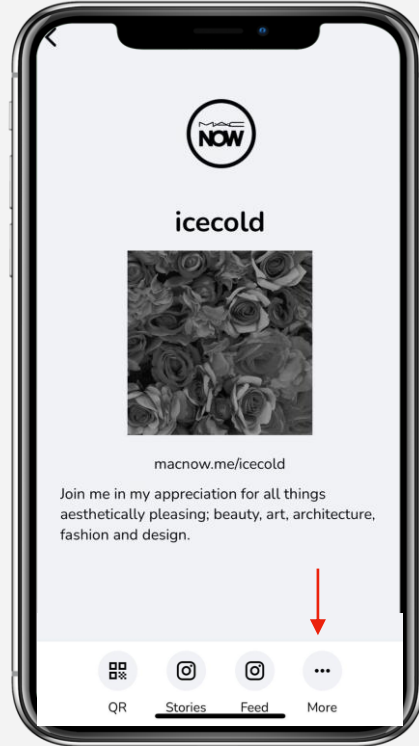 MAC
NOW
icecold
macnow.me/icecold
Join me in my appreciation for all things
aesthetically pleasing; beauty, art, architecture,
fashion and design.
QR Stories Feed More